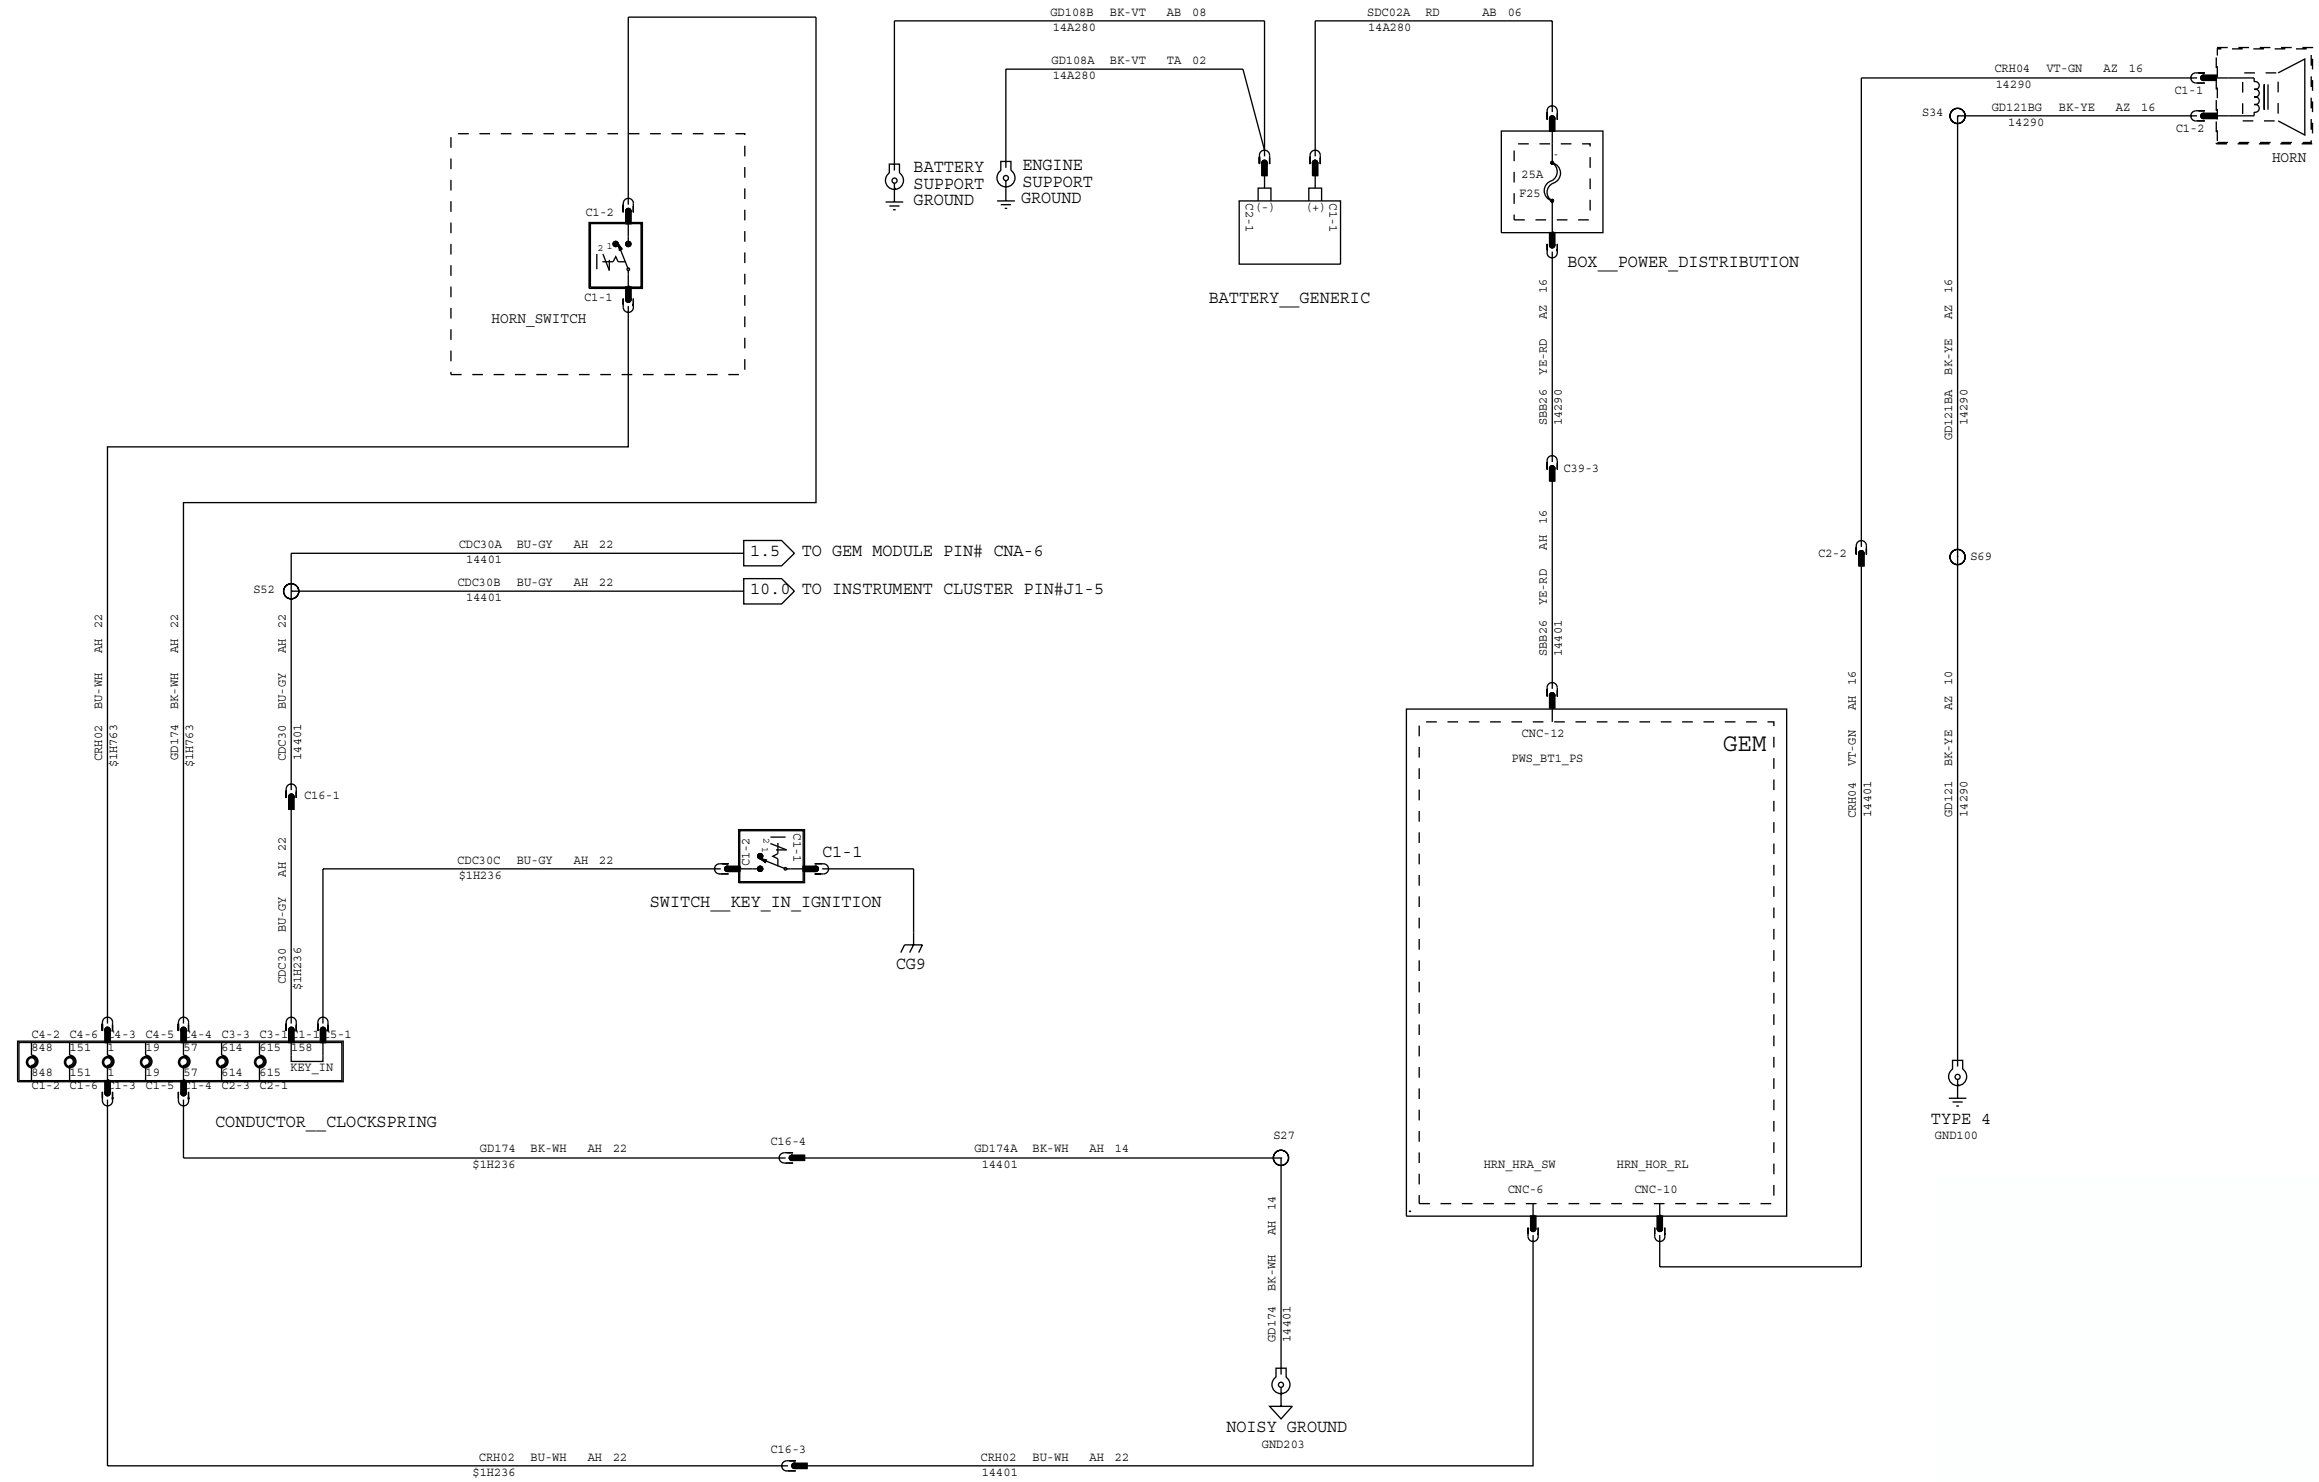 GD108B BK-VT AB 08
14A280
GD108A BK-VT TA 02
14A280
SDC02A RD AB 06
14A280
BATTERY
SUPPORT
GROUND
ENGINE
SUPPORT
GROUND
C2-1
(-)
(+)
C1-1
BATTERY__GENERIC
25A
F25
BOX__POWER_DISTRIBUTION
CRH04 VT-GN AZ 16
14290
C1-1
S34
GD121BG BK-YE AZ 16
14290
C1-2
HORN
C1-2
2
1
C1-1
HORN_SWITCH
SBB26 YE-RD AZ 16
14290
C39-3
SBB26 YE-RD AH 16
14401
GD121BA BK-YE AZ 16
14290
C2-2
S69
CRH04 VT-GN AH 16
14401
GD121 BK-YE AZ 10
14290
TYPE 4
GND100
CDC30A BU-GY AH 22
14401
1.5
TO GEM MODULE PIN# CNA-6
S52
CDC30B BU-GY AH 22
14401
10.0
TO INSTRUMENT CLUSTER PIN#J1-5
CRH02 BU-WH AH 22
$1H763
GD174 BK-WH AH 22
$1H763
CDC30 BU-GY AH 22
14401
C16-1
CDC30 BU-GY AH 22
$1H236
CDC30C BU-GY AH 22
$1H236
C1-2
2
1
C1-1
C1-1
SWITCH__KEY_IN_IGNITION
CG9
CNC-12
GEM
PWS_BT1_PS
HRN_HRA_SW
HRN_HOR_RL
CNC-6
CNC-10
C4-2 C4-6 C4-3 C4-5 C4-4 C3-3 C3-1 C1-1 C5-1
848 151 1 19 57 614 615 158
KEY_IN
848 151 1 19 57 614 615
C1-2 C1-6 C1-3 C1-5 C1-4 C2-3 C2-1
CONDUCTOR__CLOCKSPRING
GD174 BK-WH AH 22
$1H236
C16-4
GD174A BK-WH AH 14
14401
S27
GD174 BK-WH AH 14
14401
NOISY GROUND
GND203
CRH02 BU-WH AH 22
$1H236
C16-3
CRH02 BU-WH AH 22
14401